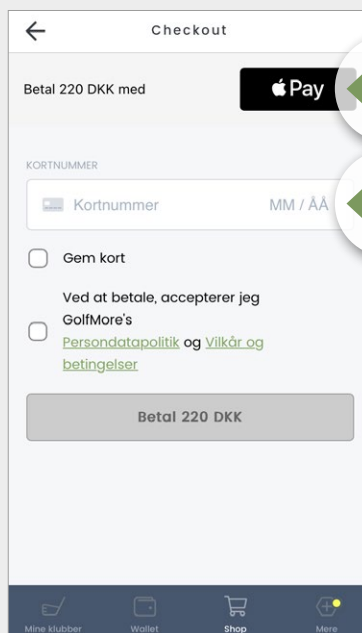 Checkout
Betal 220 DKK med
Pay
KORTNUMMER
Kortnummer MM / ÅÅ
Gem kort
Ved at betale, accepterer jeg
GolfMore's
Persondatapolitik og Vilkår og
betingelser
Betal 220 DKK
Mine klubber Wallet Shop Mere